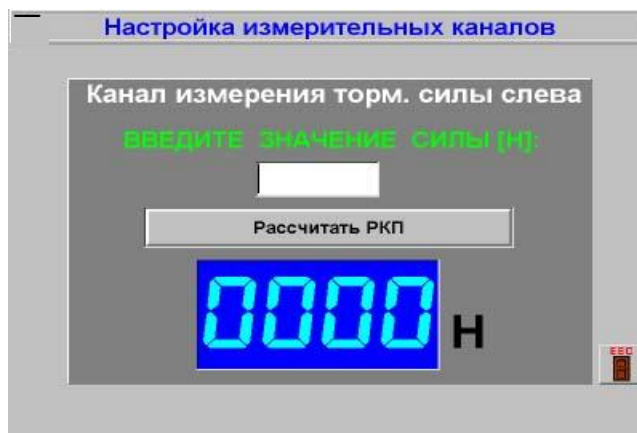 Настройка измерительных каналов
Канал измерения торм. силы слева
ВВЕДИТЕ ЗНАЧЕНИЕ СИЛЫ [Н]:
Рассчитать РКП
0000 Н